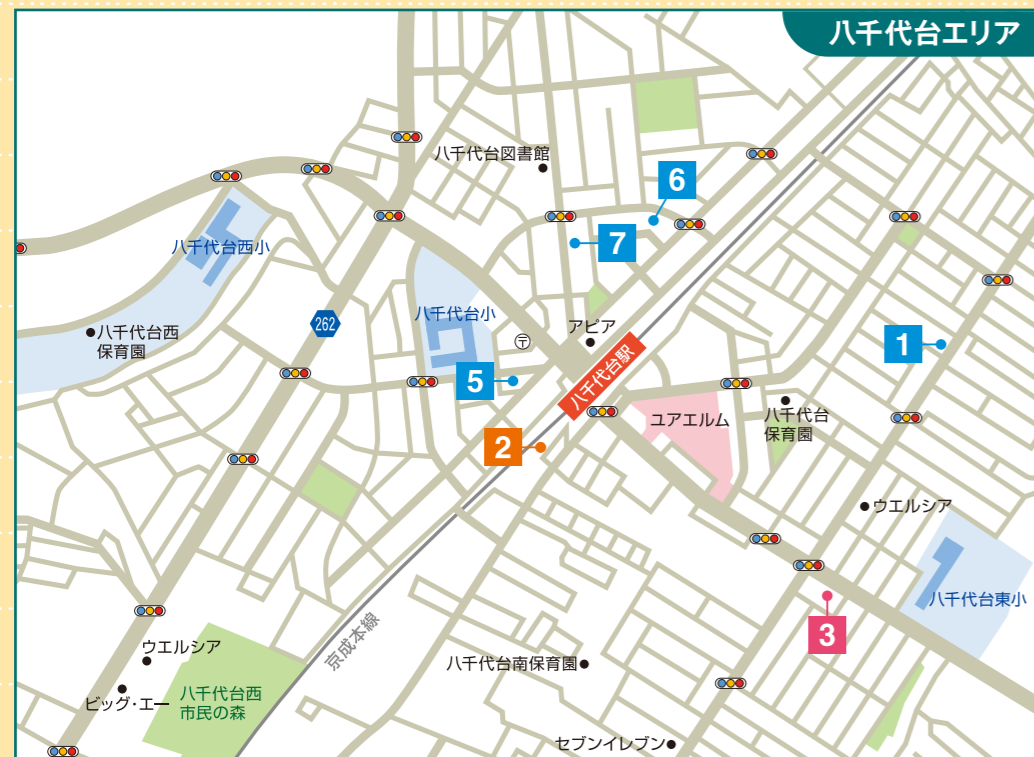 八千代台エリア
八千代台図書館
6
八千代台西小
7
262
八千代台小
アピア
〒
八千代台西
保育園
1
5
八千代台駅
ユアエルム
八千代台
保育園
2
ウエルシア
八千代台東小
3
京成本線
ウエルシア
八千代台南保育園
ビッグ・エー
八千代台西
市民の森
セブンイレブン